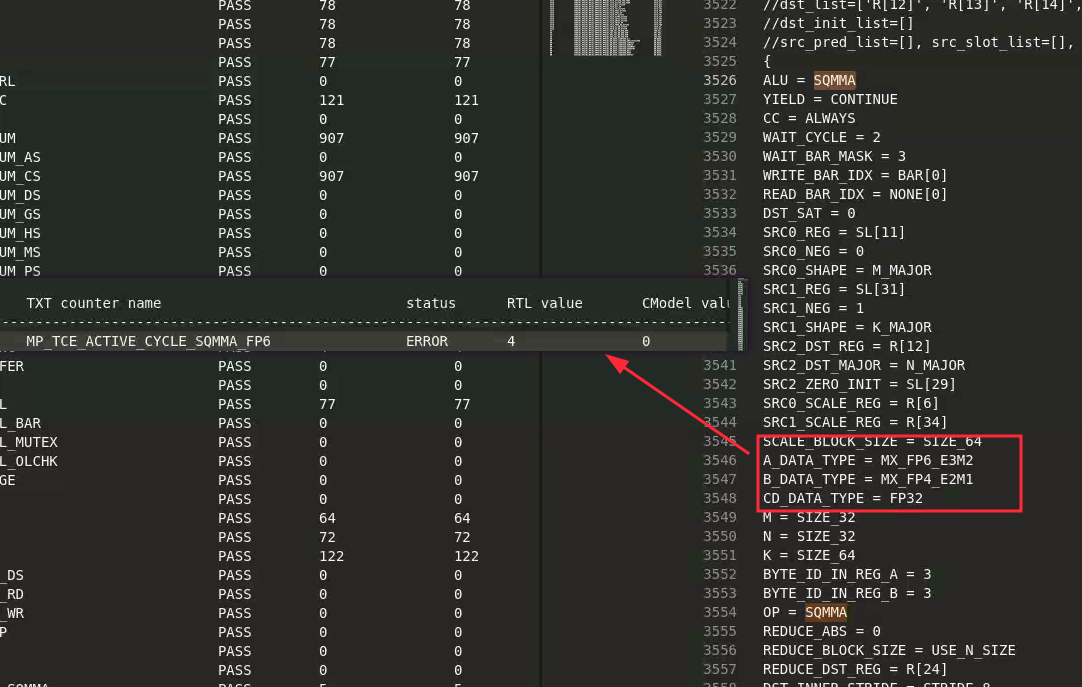 PASS 78 78
PASS 78 78
PASS 78 78
PASS 77 77
RL PASS 0 0
C PASS 121 121
PASS 0 0
UM PASS 907 907
UM_AS PASS 0 0
UM_CS PASS 907 907
UM_DS PASS 0 0
UM_GS PASS 0 0
UM_HS PASS 0 0
UM_MS PASS 0 0
UM_PS PASS 0 0
TXT counter name status RTL value CModel valu
MP_TCE_ACTIVE_CYCLE_SQMMA_FP6 ERROR 4 0
FER PASS 0 0
PASS 0 0
L PASS 77 77
L_BAR PASS 0 0
L_MUTEX PASS 0 0
L_OLCHK PASS 0 0
GE PASS 0 0
PASS 0 0
PASS 64 64
PASS 72 72
PASS 122 122
_DS PASS 0 0
_RD PASS 0 0
_WR PASS 0 0
P PASS 0 0
PASS 0 0
PASS 0 0
SQMMA PASS 5 5
3522 //dst_list=['R[12]', 'R[13]', 'R[14]',
3523 //dst_init_list=[]
3524 //src_pred_list=[], src_slot_list=[],
3525 {
3526 ALU = SQMMA
3527 YIELD = CONTINUE
3528 CC = ALWAYS
3529 WAIT_CYCLE = 2
3530 WAIT_BAR_MASK = 3
3531 WRITE_BAR_IDX = BAR[0]
3532 READ_BAR_IDX = NONE[0]
3533 DST_SAT = 0
3534 SRC0_REG = SL[11]
3535 SRC0_NEG = 0
3536 SRC0_SHAPE = M_MAJOR
SRC1_REG = SL[31]
SRC1_NEG = 1
SRC1_SHAPE = K_MAJOR
SRC2_DST_REG = R[12]
3541 SRC2_DST_MAJOR = N_MAJOR
3542 SRC2_ZERO_INIT = SL[29]
3543 SRC0_SCALE_REG = R[6]
3544 SRC1_SCALE_REG = R[34]
3545 SCALE_BLOCK_SIZE = SIZE_64
3546 A_DATA_TYPE = MX_FP6_E3M2
3547 B_DATA_TYPE = MX_FP4_E2M1
3548 CD_DATA_TYPE = FP32
3549 M = SIZE_32
3550 N = SIZE_32
3551 K = SIZE_64
3552 BYTE_ID_IN_REG_A = 3
3553 BYTE_ID_IN_REG_B = 3
3554 OP = SQMMA
3555 REDUCE_ABS = 0
3556 REDUCE_BLOCK_SIZE = USE_N_SIZE
3557 REDUCE_DST_REG = R[24]
3558 DST_INNER_STRIDE = STRIDE_8